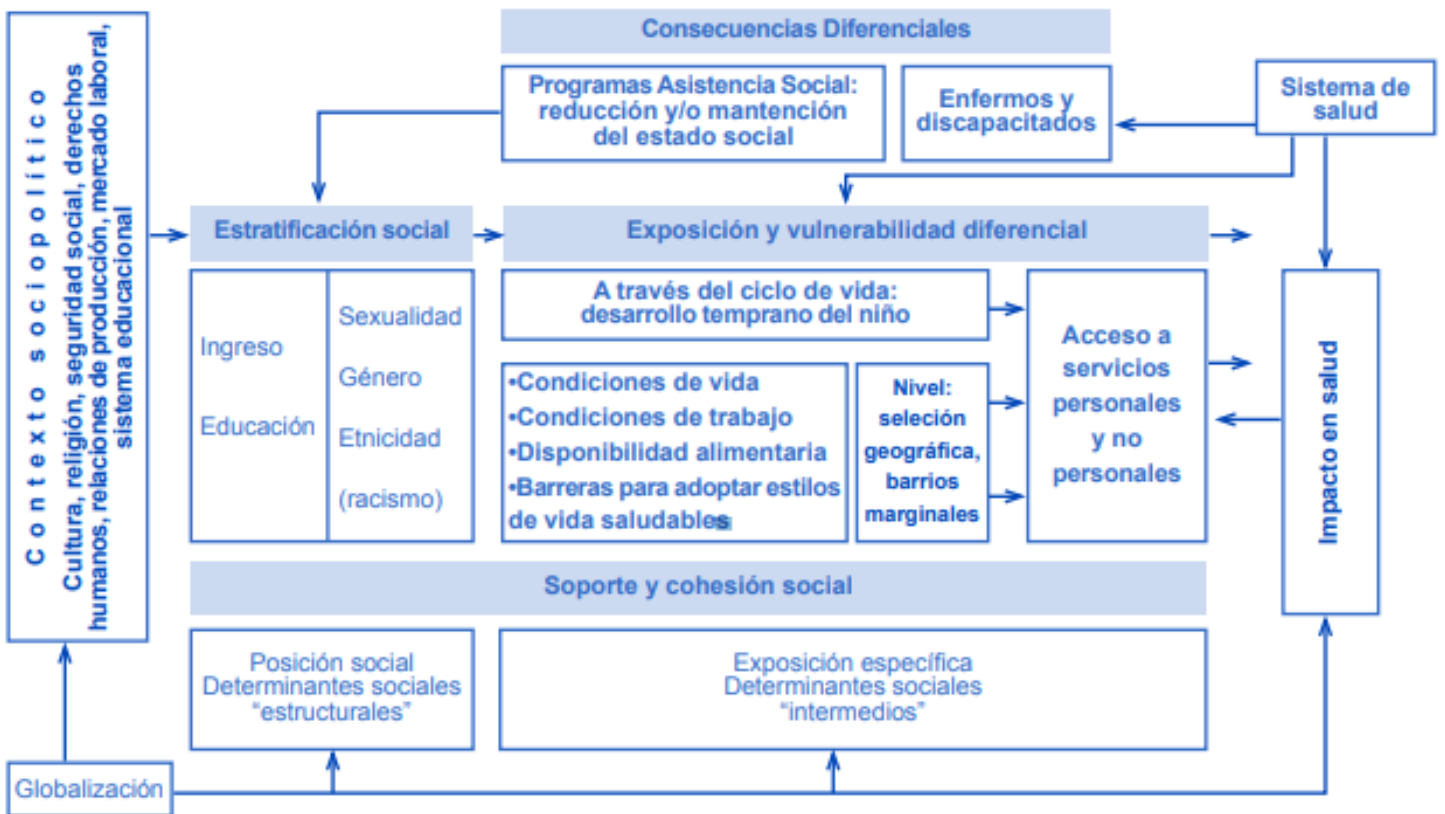 Contexto sociopolítico
Cultura, religión, seguridad social, derechos
humanos, relaciones de producción, mercado laboral,
sistema educacional
Consecuencias Diferenciales
Programas Asistencia Social:
reducción y/o mantención
del estado social
Enfermos y
discapacitados
Sistema de
salud
Estratificación social
Exposición y vulnerabilidad diferencial
Ingreso
Educación
Sexualidad
Género
Etnicidad
(racismo)
A través del ciclo de vida:
desarrollo temprano del niño
•Condiciones de vida
•Condiciones de trabajo
•Disponibilidad alimentaria
•Barreras para adoptar estilos
de vida saludables
Nivel:
seleción
geográfica,
barrios
marginales
Acceso a
servicios
personales
y no
personales
Impacto en salud
Soporte y cohesión social
Posición social
Determinantes sociales
“estructurales”
Exposición específica
Determinantes sociales
“intermedios”
Globalización